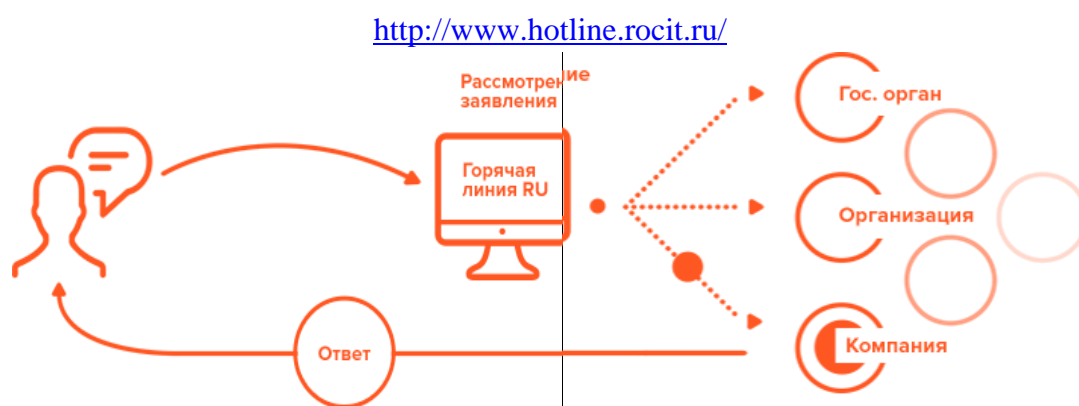 http://www.hotline.rocit.ru/
Рассмотрение
заявления
Гос. орган
Горячая
линия RU
Организация
Ответ
Компания